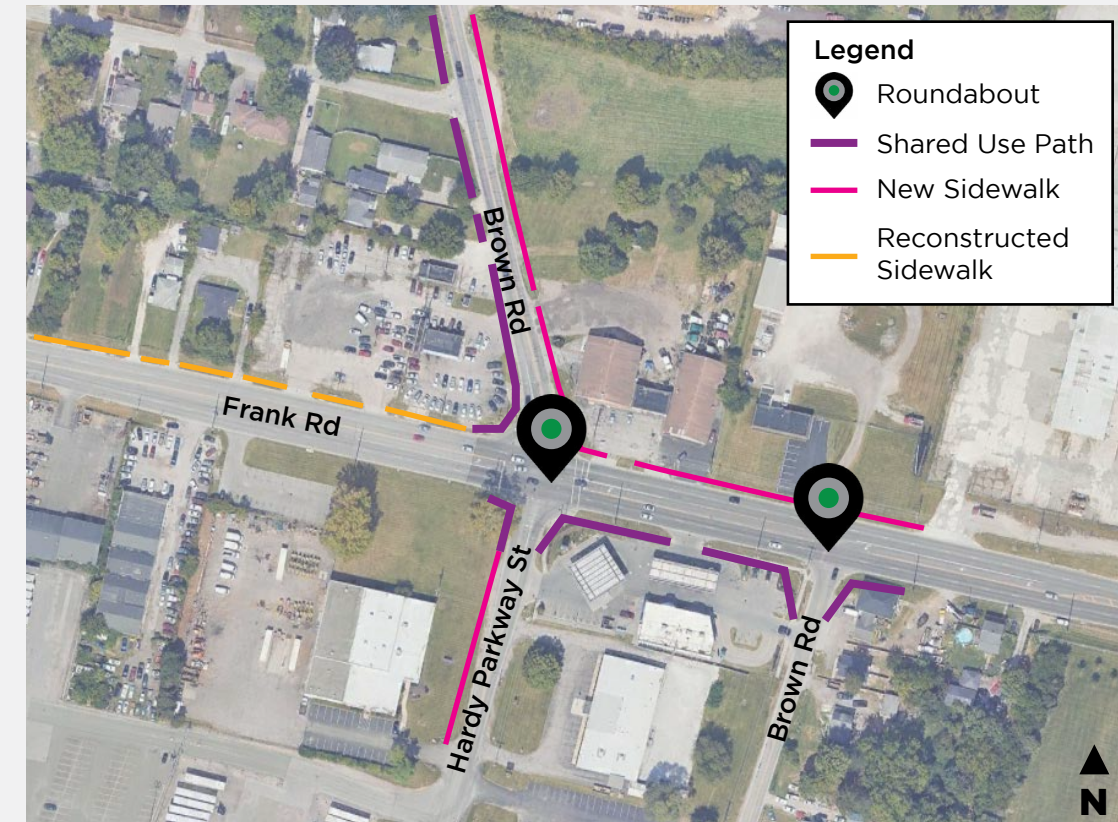 Legend
Roundabout
Shared Use Path
New Sidewalk
Reconstructed
Sidewalk
Brown Rd
Frank Rd
Hardy Parkway St
Brown Rd
N